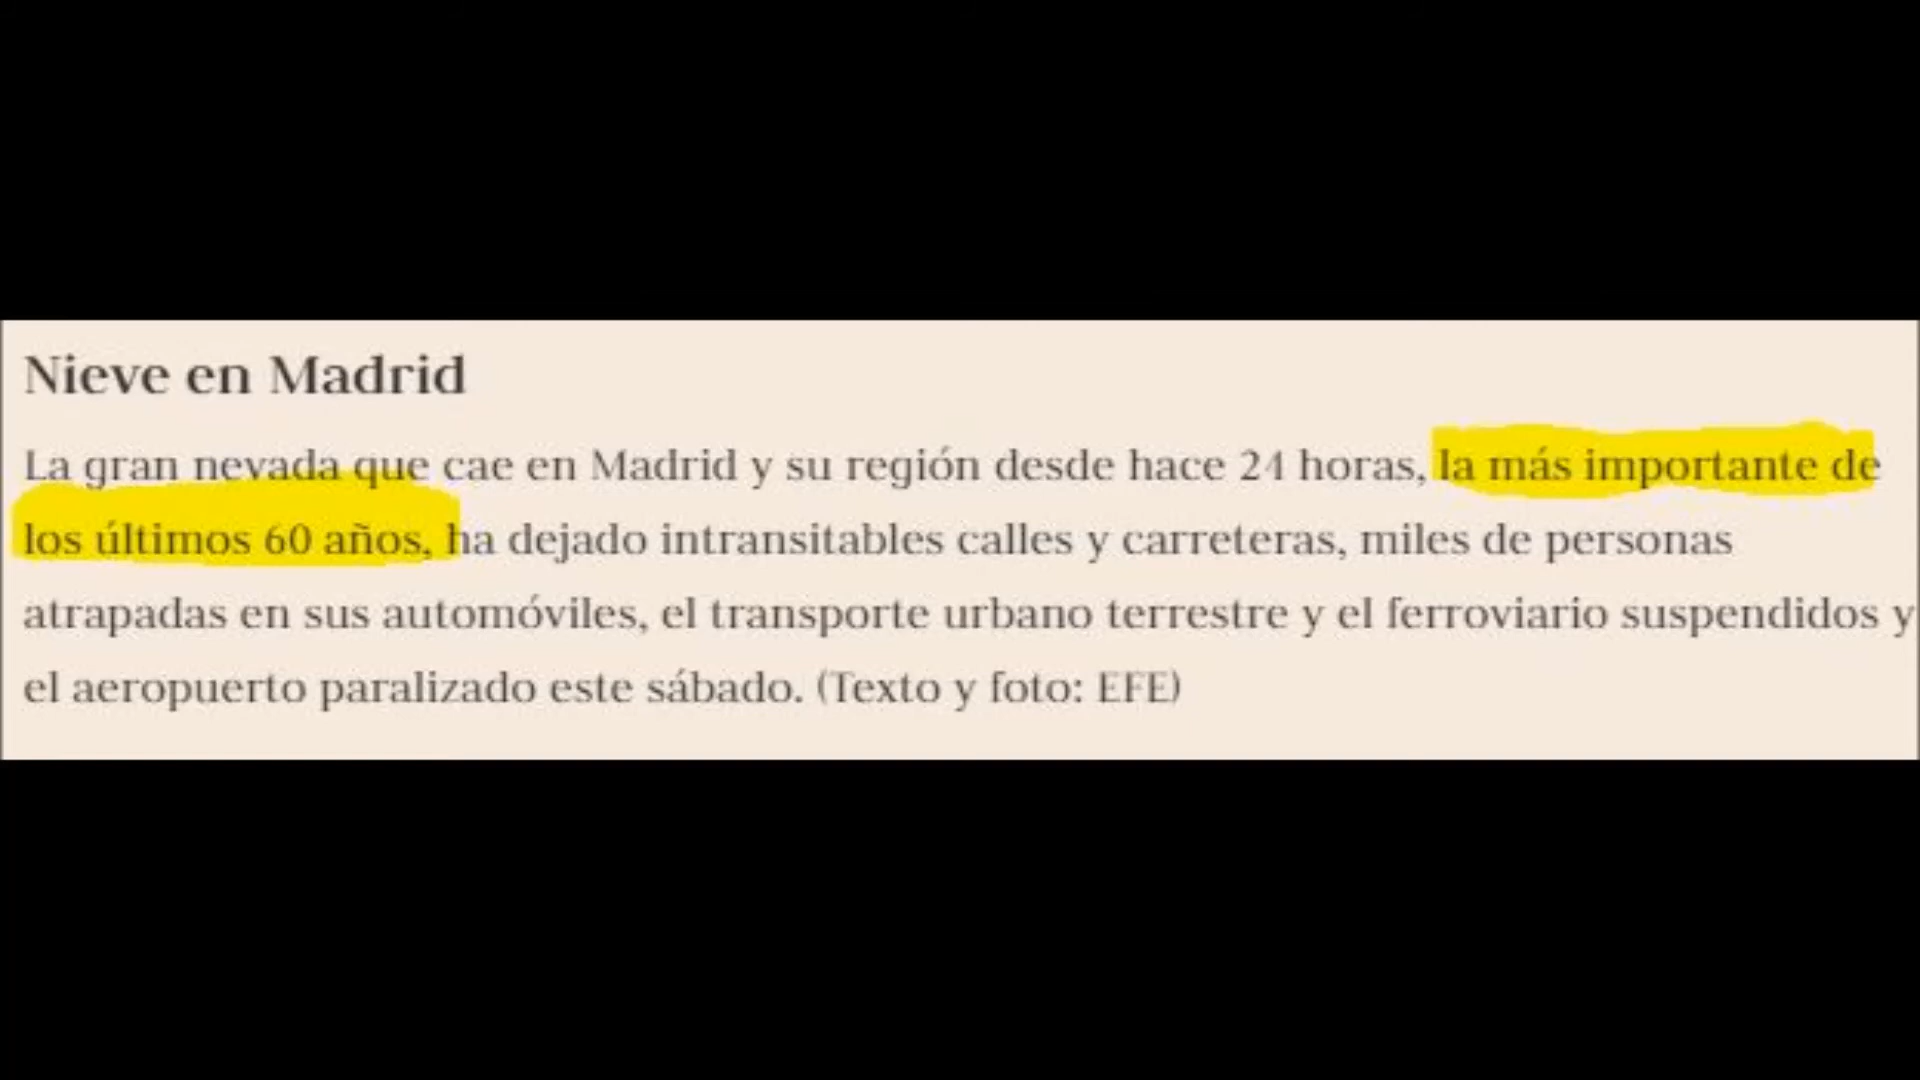 Nieve en Madrid
La gran nevada que cae en Madrid y su región desde hace 24 horas, la más importante de
los últimos 60 años, ha dejado intransitables calles y carreteras, miles de personas
atrapadas en sus automóviles, el transporte urbano terrestre y el ferroviario suspendidos y
el aeropuerto paralizado este sábado. (Texto y foto: EFE)